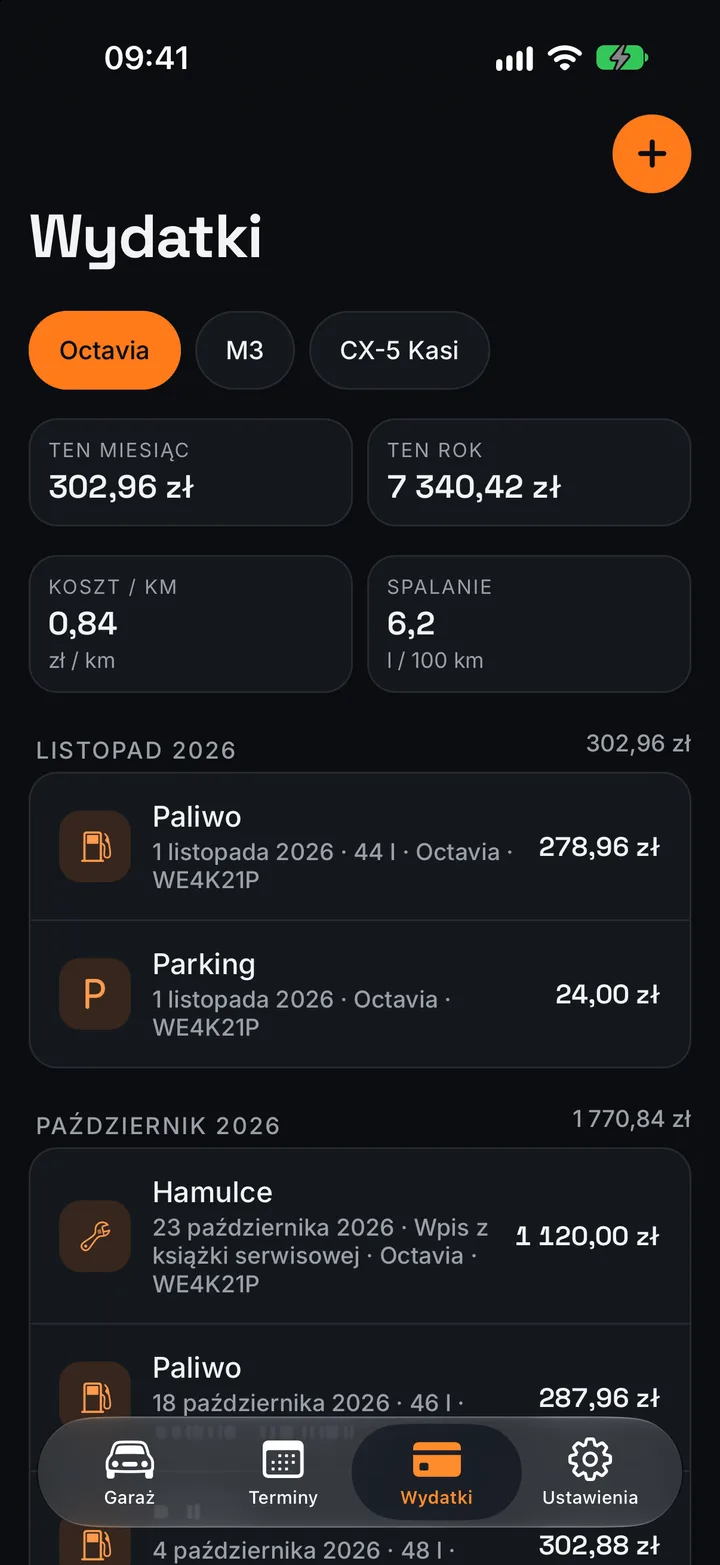 09:41
Wydatki
Octavia
M3
CX-5 Kasi
TEN MIESIĄC
302,96 zł
TEN ROK
7 340,42 zł
KOSZT / KM
0,84
zł / km
SPALANIE
6,2
l / 100 km
LISTOPAD 2026
302,96 zł
Paliwo
1 listopada 2026 · 44 l · Octavia ·
WE4K21P
278,96 zł
Parking
1 listopada 2026 · Octavia ·
WE4K21P
24,00 zł
PAŹDZIERNIK 2026
1 770,84 zł
Hamulce
23 października 2026 · Wpis z
książki serwisowej · Octavia ·
WE4K21P
1 120,00 zł
Paliwo
18 października 2026 · 46 l ·
287,96 zł
4 października 2026 · 48 l ·
302,88 zł
Garaż
Terminy
Wydatki
Ustawienia